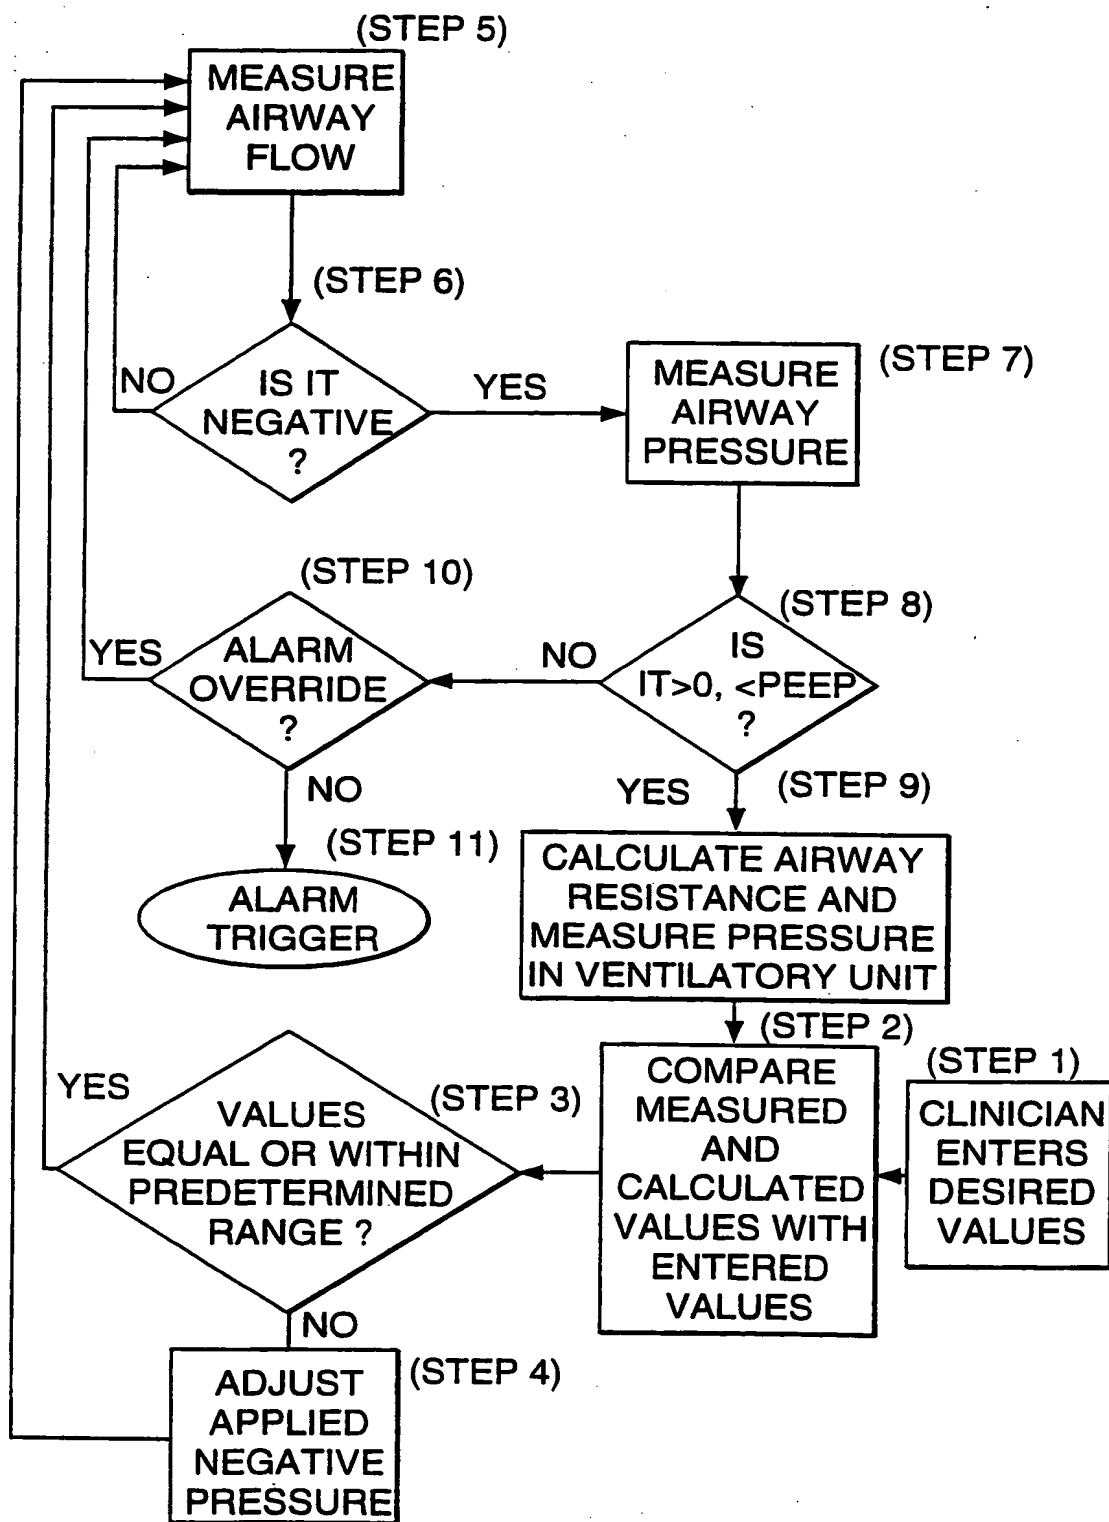 (STEP 5)
MEASURE
AIRWAY
FLOW
(STEP 6)
NO
IS IT
NEGATIVE
?
YES
MEASURE
AIRWAY
PRESSURE
(STEP 7)
(STEP 10)
YES
ALARM
OVERRIDE
?
NO
(STEP 8)
IS
IT>0, <PEEP
?
NO
(STEP 11)
ALARM
TRIGGER
YES
(STEP 9)
CALCULATE AIRWAY
RESISTANCE AND
MEASURE PRESSURE
IN VENTILATORY UNIT
(STEP 2)
COMPARE
MEASURED
AND
CALCULATED
VALUES WITH
ENTERED
VALUES
(STEP 1)
CLINICIAN
ENTERS
DESIRED
VALUES
YES
(STEP 3)
VALUES
EQUAL OR WITHIN
PREDETERMINED
RANGE ?
NO
(STEP 4)
ADJUST
APPLIED
NEGATIVE
PRESSURE